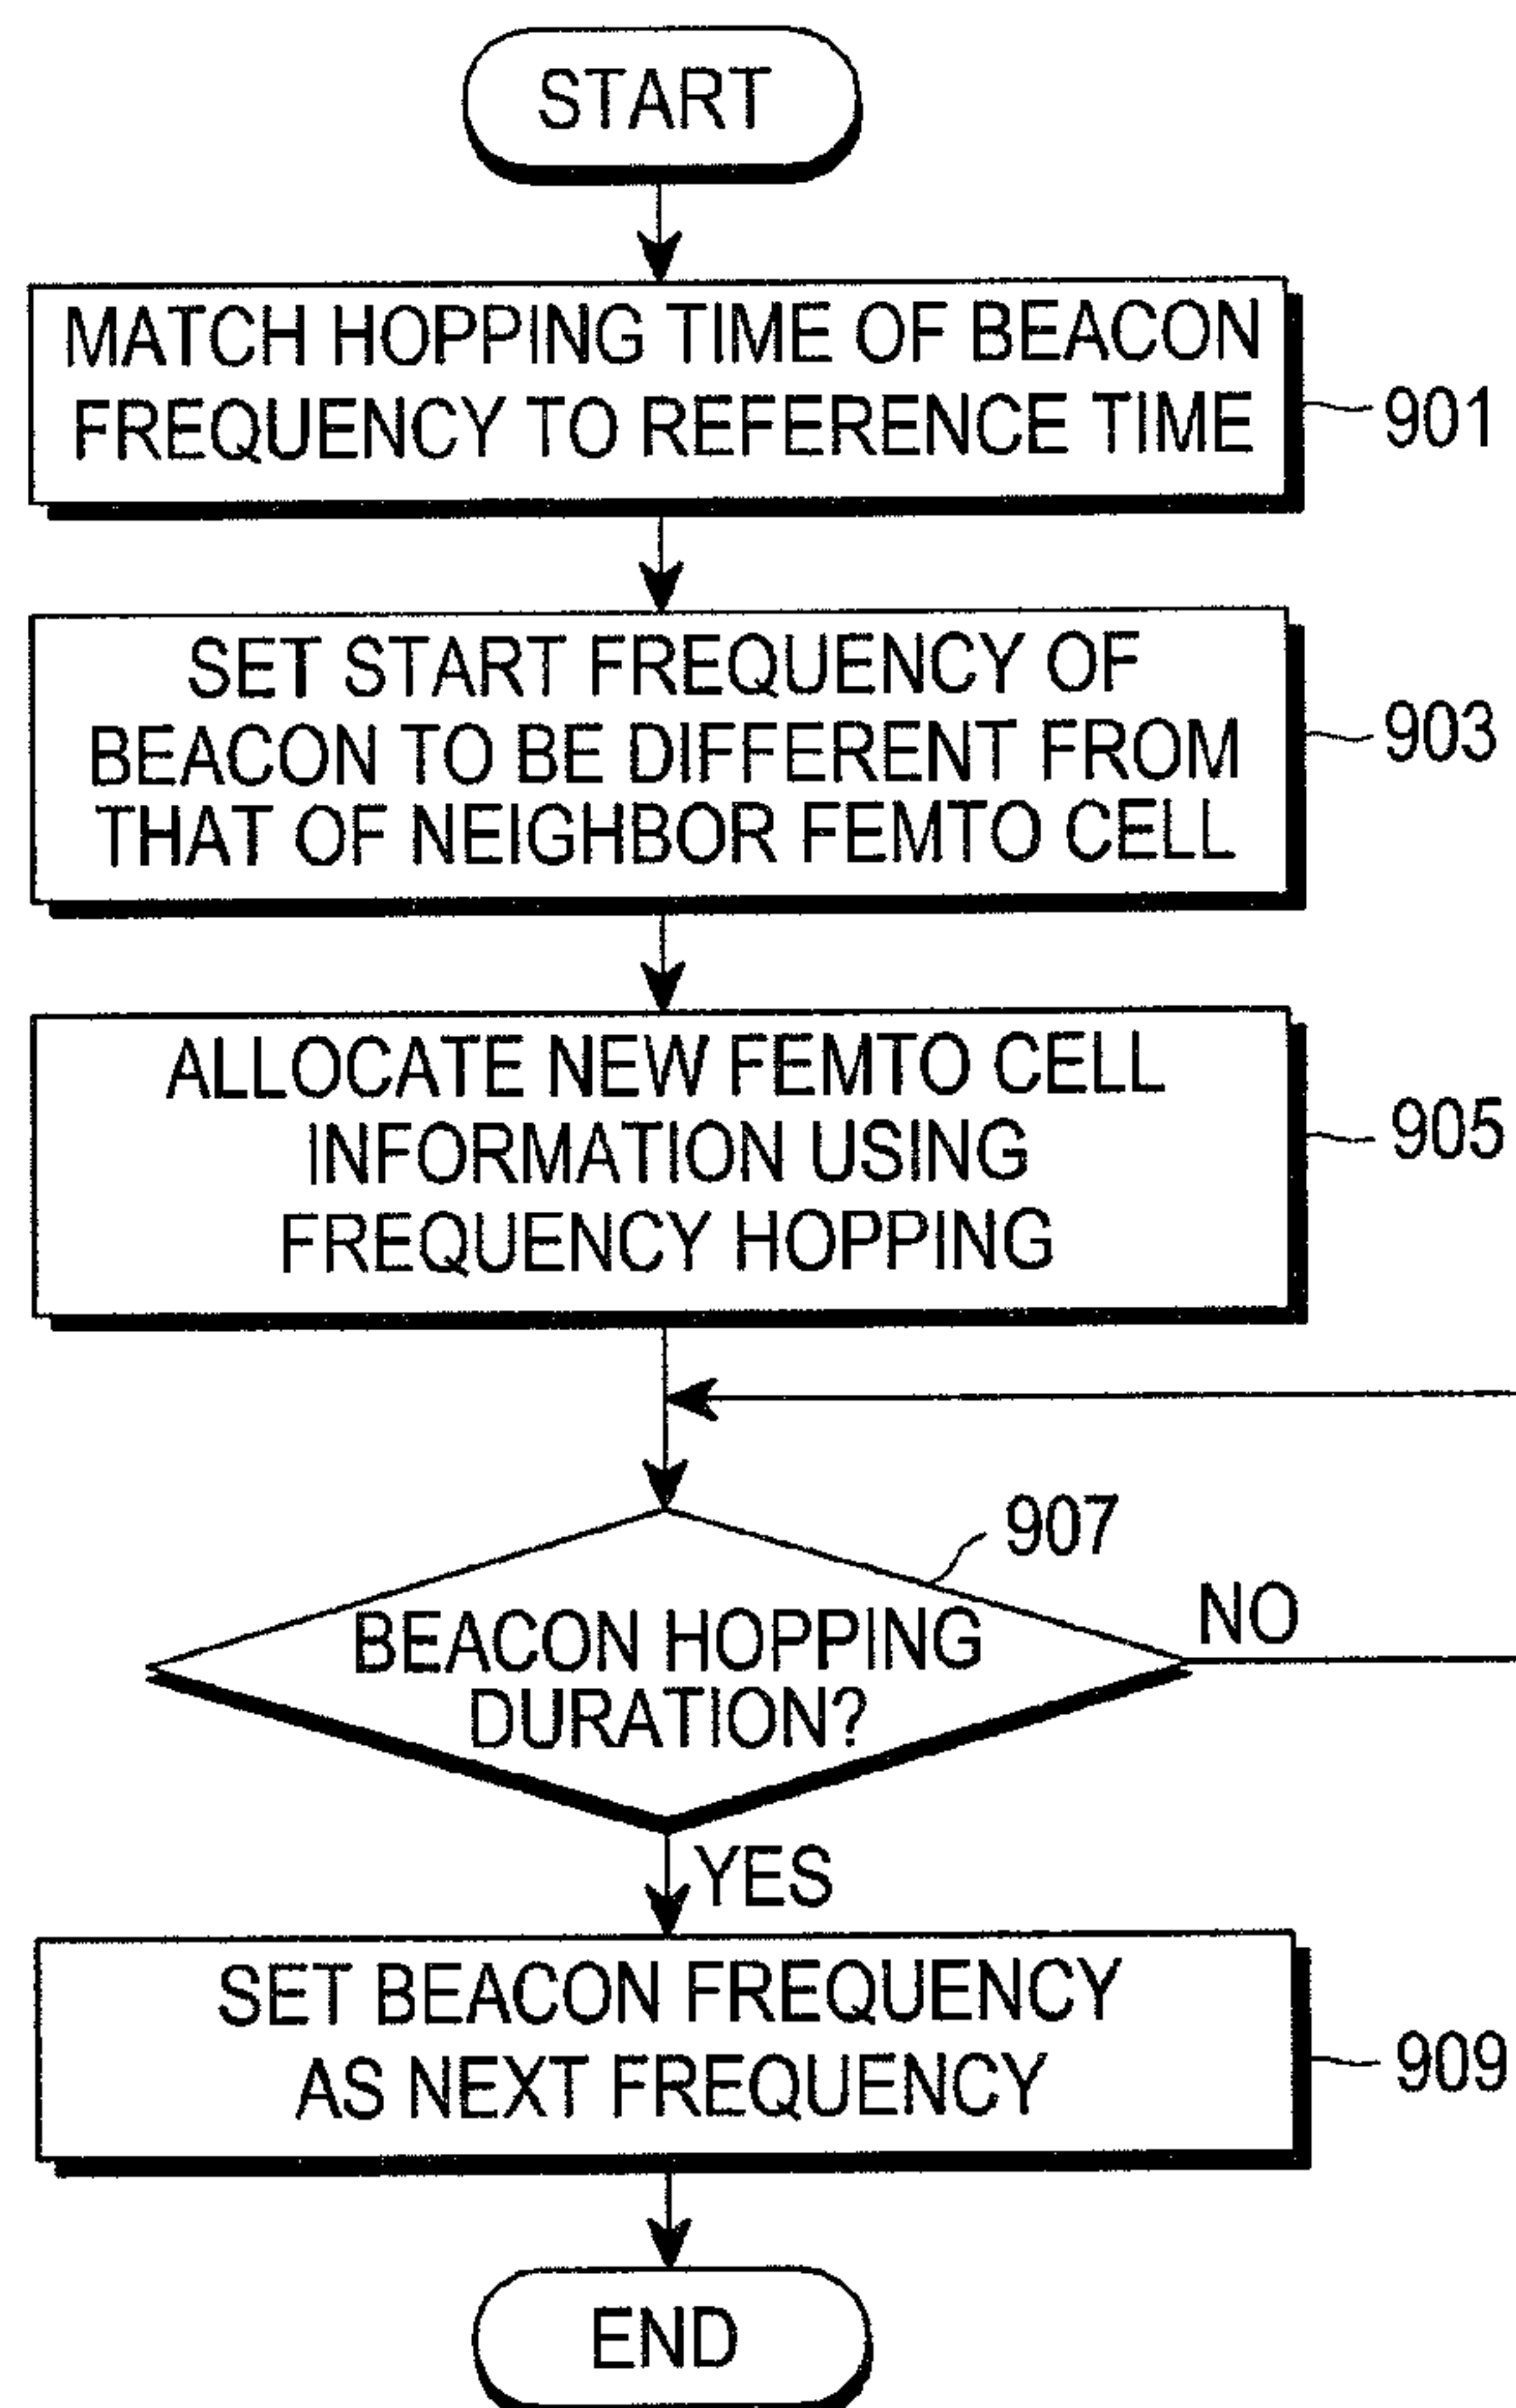 START
MATCH HOPPING TIME OF BEACON
FREQUENCY TO REFERENCE TIME
901
SET START FREQUENCY OF
BEACON TO BE DIFFERENT FROM
THAT OF NEIGHBOR FEMTO CELL
903
ALLOCATE NEW FEMTO CELL
INFORMATION USING
FREQUENCY HOPPING
905
907
BEACON HOPPING
DURATION?
NO
YES
SET BEACON FREQUENCY
AS NEXT FREQUENCY
909
END